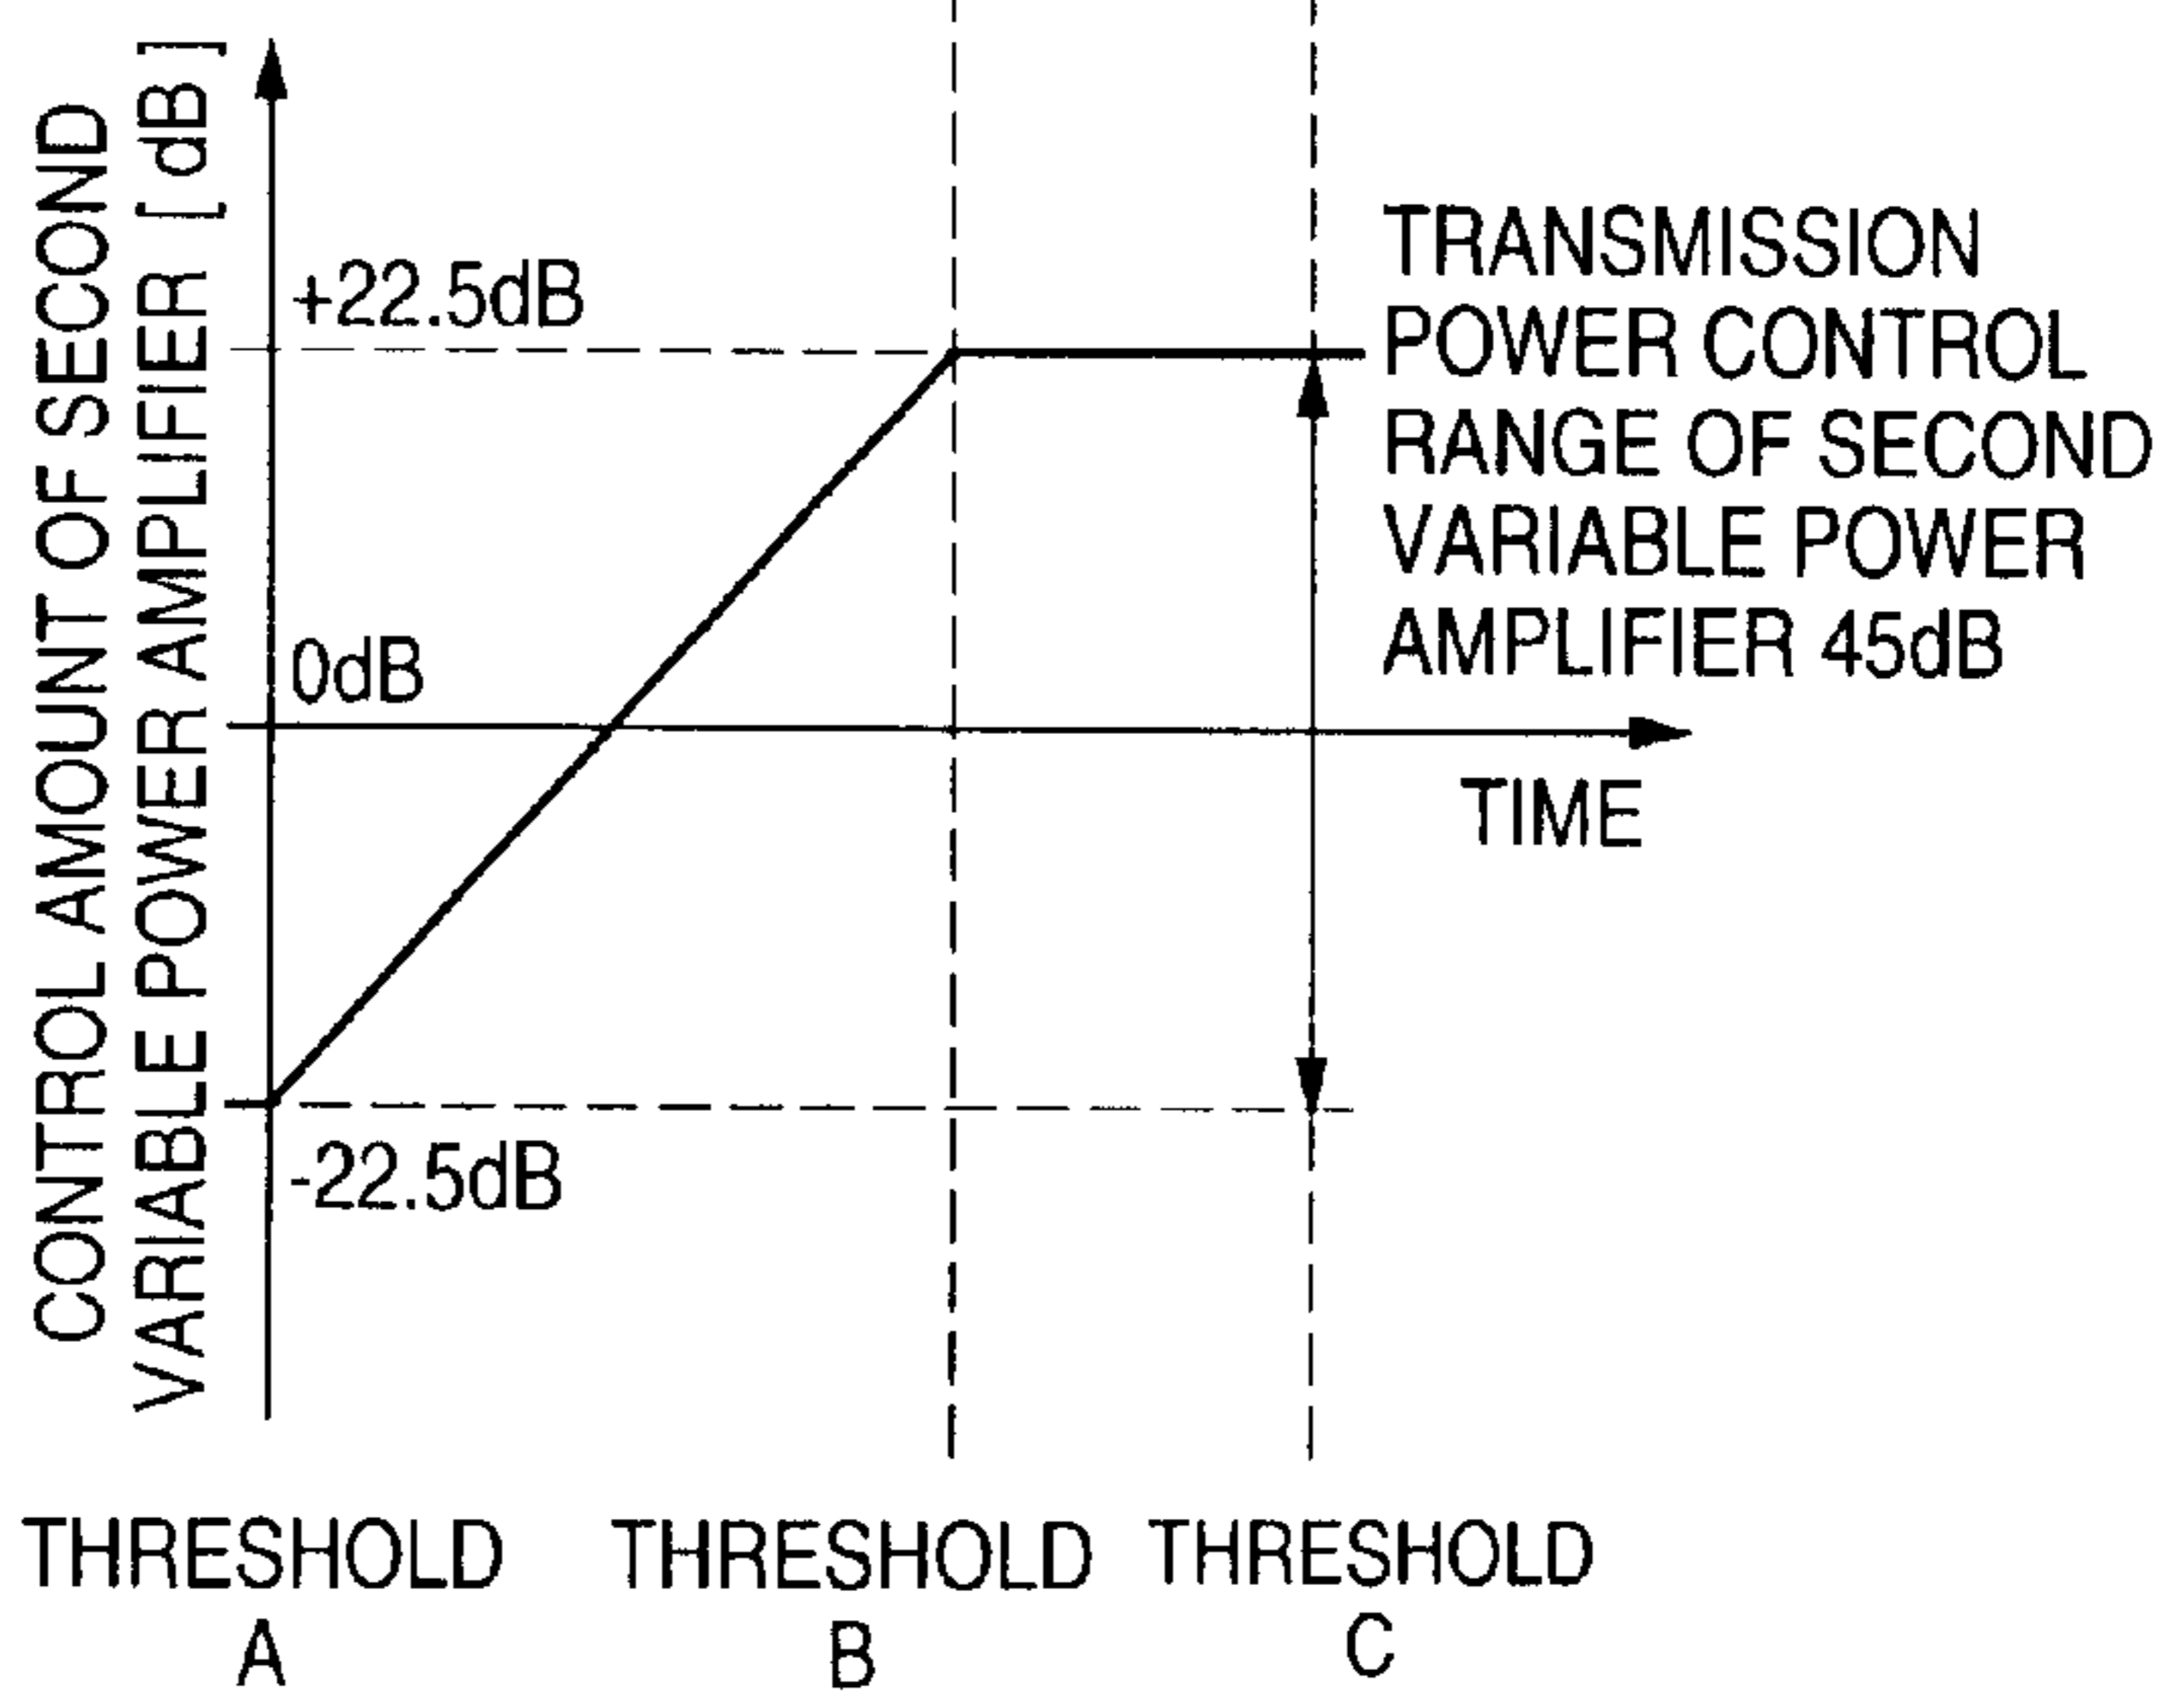 CONTROL AMOUNT OF SECOND
VARIABLE POWER AMPLIFIER [ dB ]
+22.5dB
0dB
-22.5dB
TRANSMISSION
POWER CONTROL
RANGE OF SECOND
VARIABLE POWER
AMPLIFIER 45dB
TIME
THRESHOLD
A
THRESHOLD
B
THRESHOLD
C